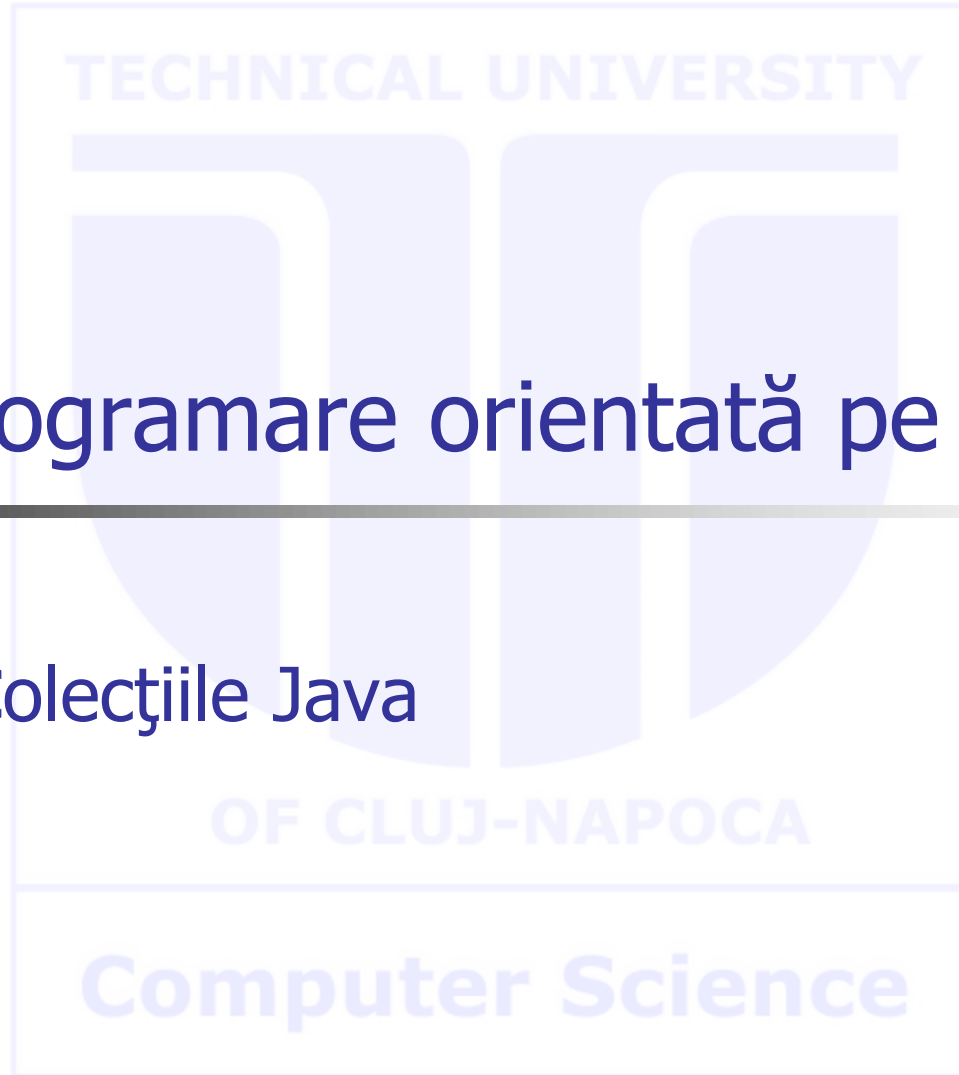 TECHNICAL UNIVERSITY
ogramare orientată pe
olecţiile Java
OF CLUJ-NAPOCA
Computer Science